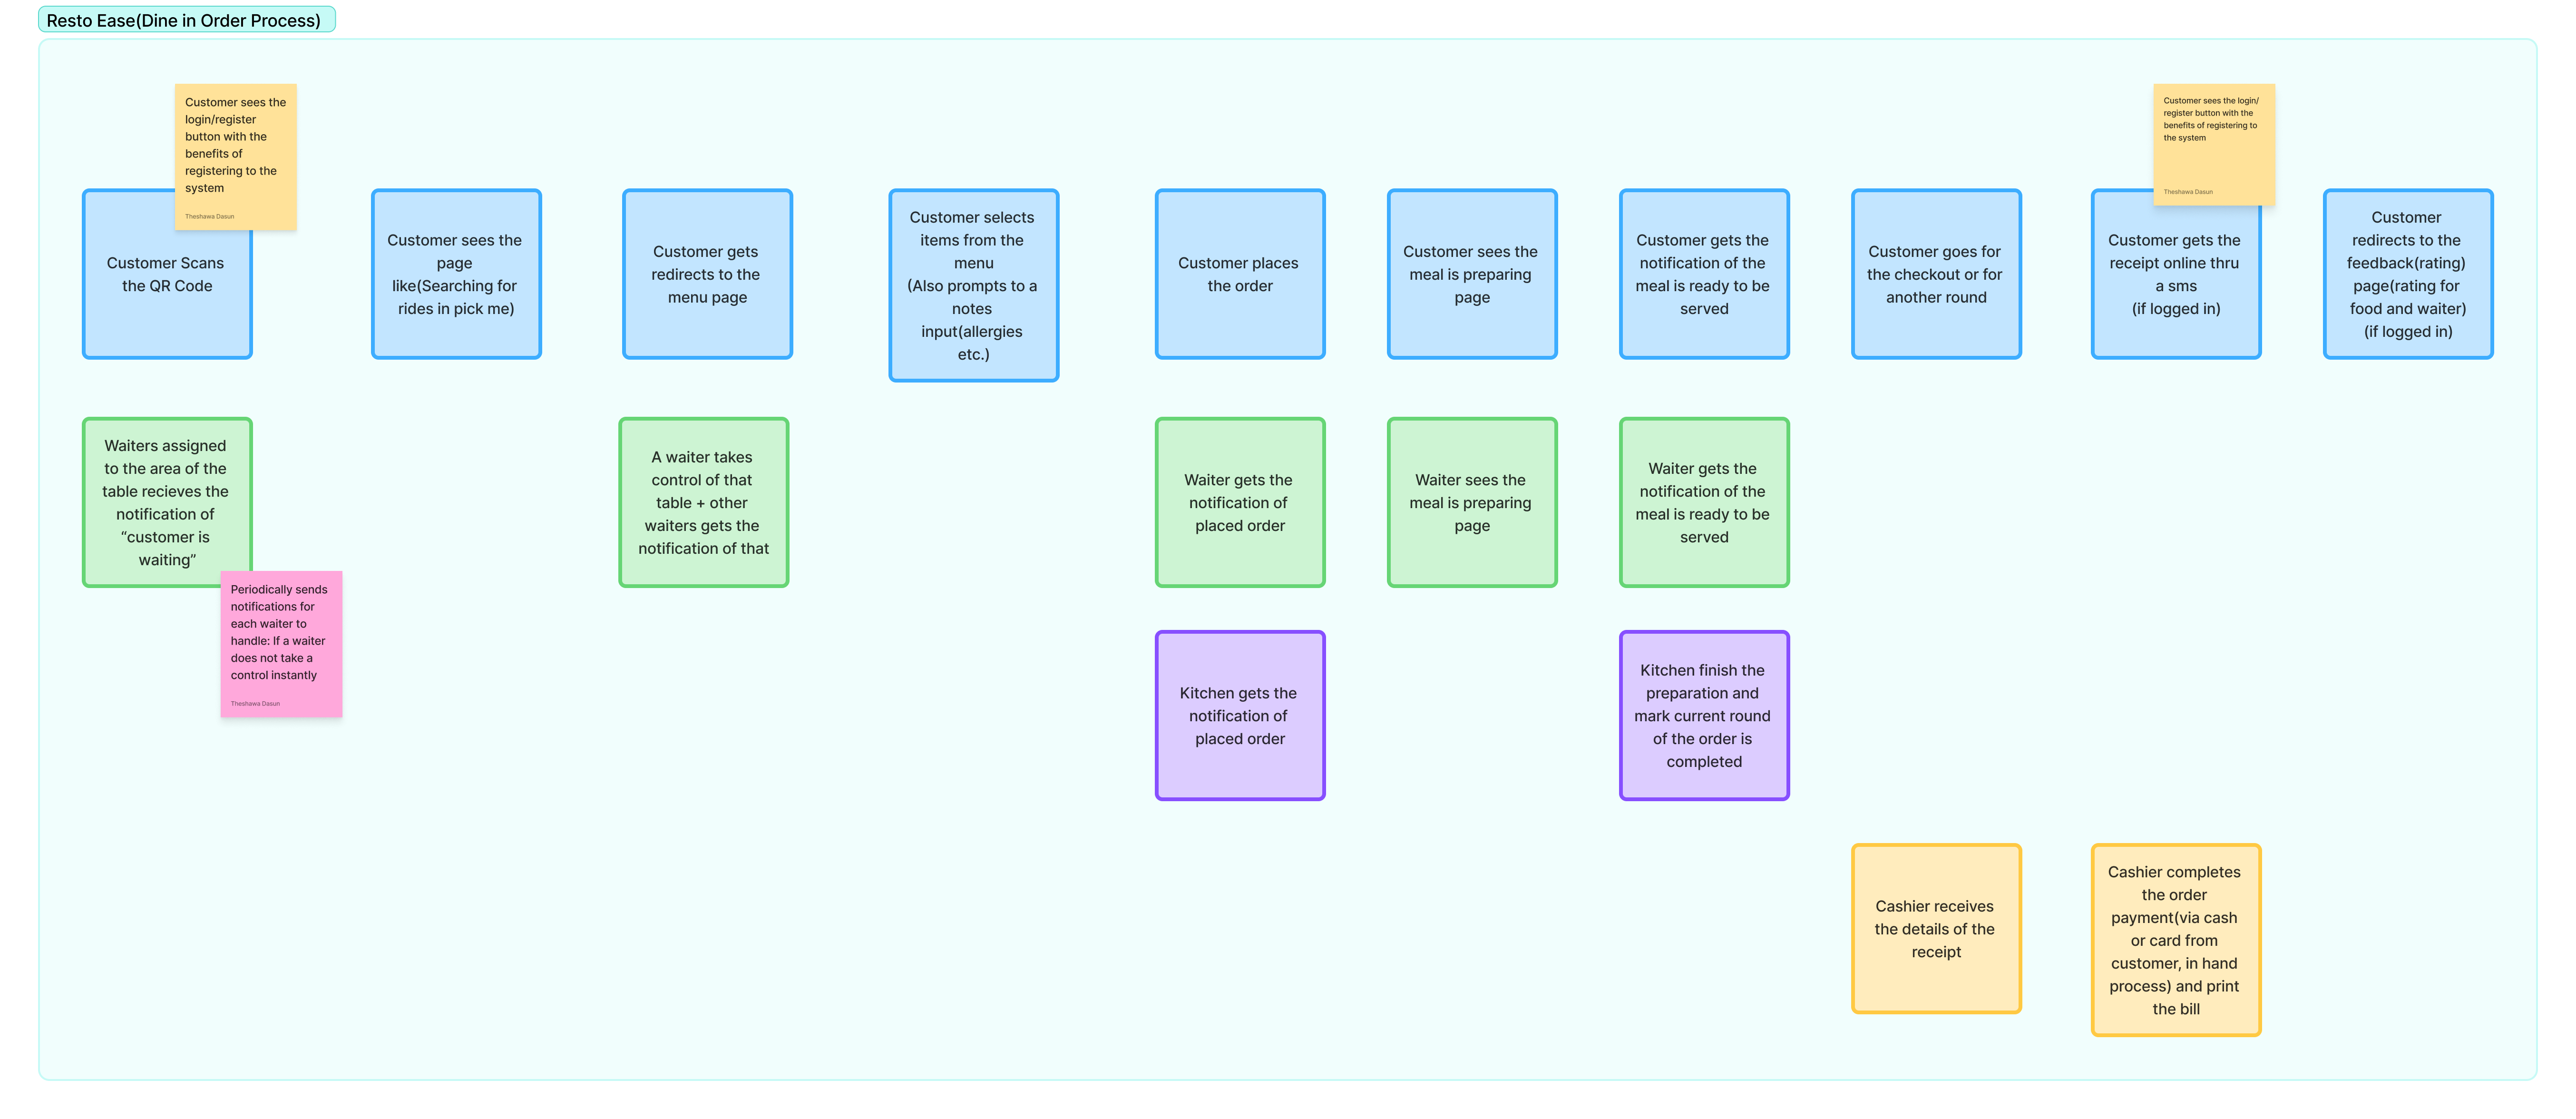 Resto Ease(Dine in Order Process)
Customer sees the
login/register
button with the
benefits of
registering to the
system
Theshawa Dasun
Customer sees the login/
register button with the
benefits of registering to
the system
Theshawa Dasun
Customer Scans
the QR Code
Customer sees the
page
like(Searching for
rides in pick me)
Customer gets
redirects to the
menu page
Customer selects
items from the
menu
(Also prompts to a
notes
input(allergies
etc.)
Customer places
the order
Customer sees the
meal is preparing
page
Customer gets the
notification of the
meal is ready to be
served
Customer goes for
the checkout or for
another round
Customer gets the
receipt online thru
a sms
(if logged in)
Customer
redirects to the
feedback(rating)
page(rating for
food and waiter)
(if logged in)
Waiters assigned
to the area of the
table recieves the
notification of
“customer is
waiting”
Periodically sends
notifications for
each waiter to
handle: If a waiter
does not take a
control instantly
Theshawa Dasun
A waiter takes
control of that
table + other
waiters gets the
notification of that
Waiter gets the
notification of
placed order
Waiter sees the
meal is preparing
page
Waiter gets the
notification of the
meal is ready to be
served
Kitchen gets the
notification of
placed order
Kitchen finish the
preparation and
mark current round
of the order is
completed
Cashier receives
the details of the
receipt
Cashier completes
the order
payment(via cash
or card from
customer, in hand
process) and print
the bill